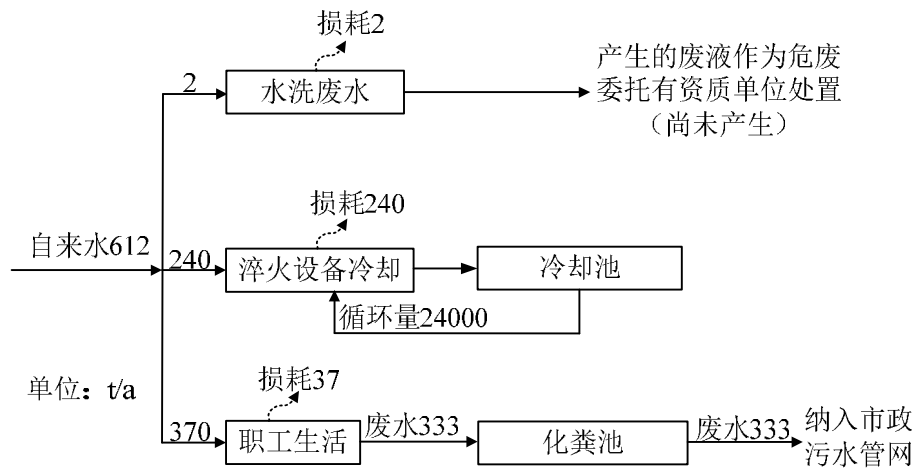 损耗2
2
水洗废水
产生的废液作为危废
委托有资质单位处置
（尚未产生）
损耗240
自来水612
240
淬火设备冷却
冷却池
循环量24000
单位：t/a
损耗37
370
职工生活
废水333
化粪池
废水333
纳入市政
污水管网